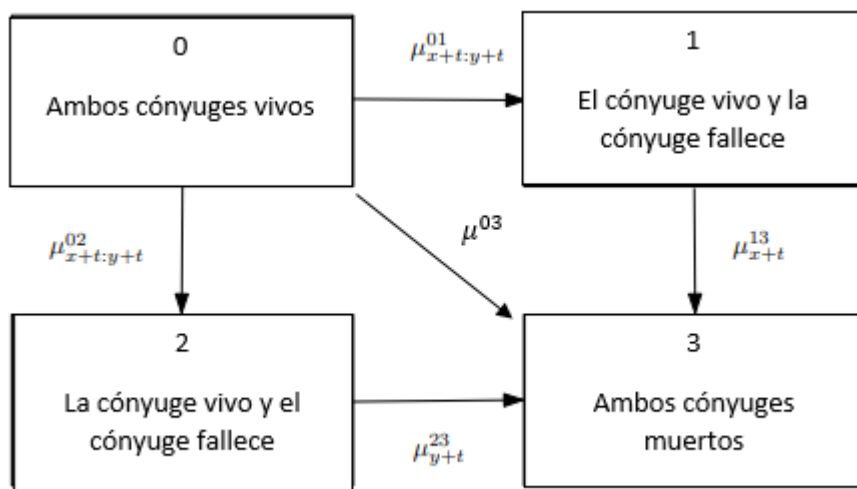 0
Ambos cónyuges vivos
μ^{01}_{x+t:y+t}
1
El cónyuge vivo y la
cónyuge fallece
μ^{02}_{x+t:y+t}
μ^{03}
μ^{13}_{x+t}
2
La cónyuge vivo y el
cónyuge fallece
μ^{23}_{y+t}
3
Ambos cónyuges
muertos